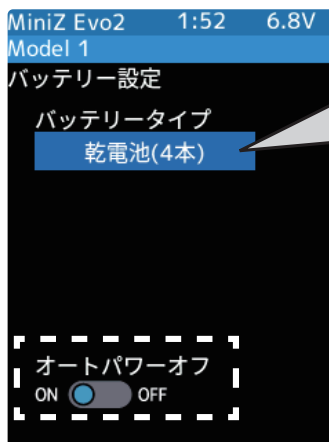 MiniZ Evo2 1:52 6.8V
Model 1
バッテリー設定
バッテリータイプ
乾電池(4本)
オートパワーオフ
ON OFF